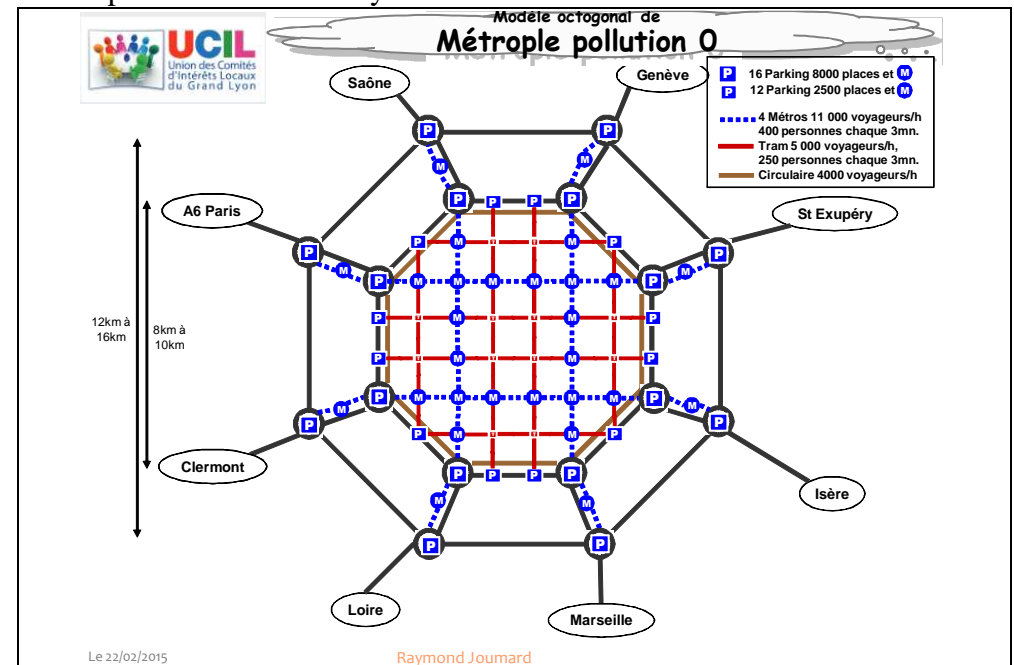 Modèle octogonal de
Métrople pollution 0
UCIL
Union des Comités
d'Intérêts Locaux
du Grand Lyon
Saône
Genève
P 16 Parking 8000 places et M
P 12 Parking 2500 places et M
4 Métros 11 000 voyageurs/h
400 personnes chaque 3mn.
Tram 5 000 voyageurs/h,
250 personnes chaque 3mn.
Circulaire 4000 voyageurs/h
P P
M M
A6 Paris
St Exupéry
P P P P
P M P
P P
M M
P M M M M M M P
12km à
16km
8km à
10km
P M M P
P M M P
P M M M M M M P
M M
P P
P M M P
Clermont
P P P P
Isère
M M
P P
Loire
Marseille
Le 22/02/2015
Raymond Joumard